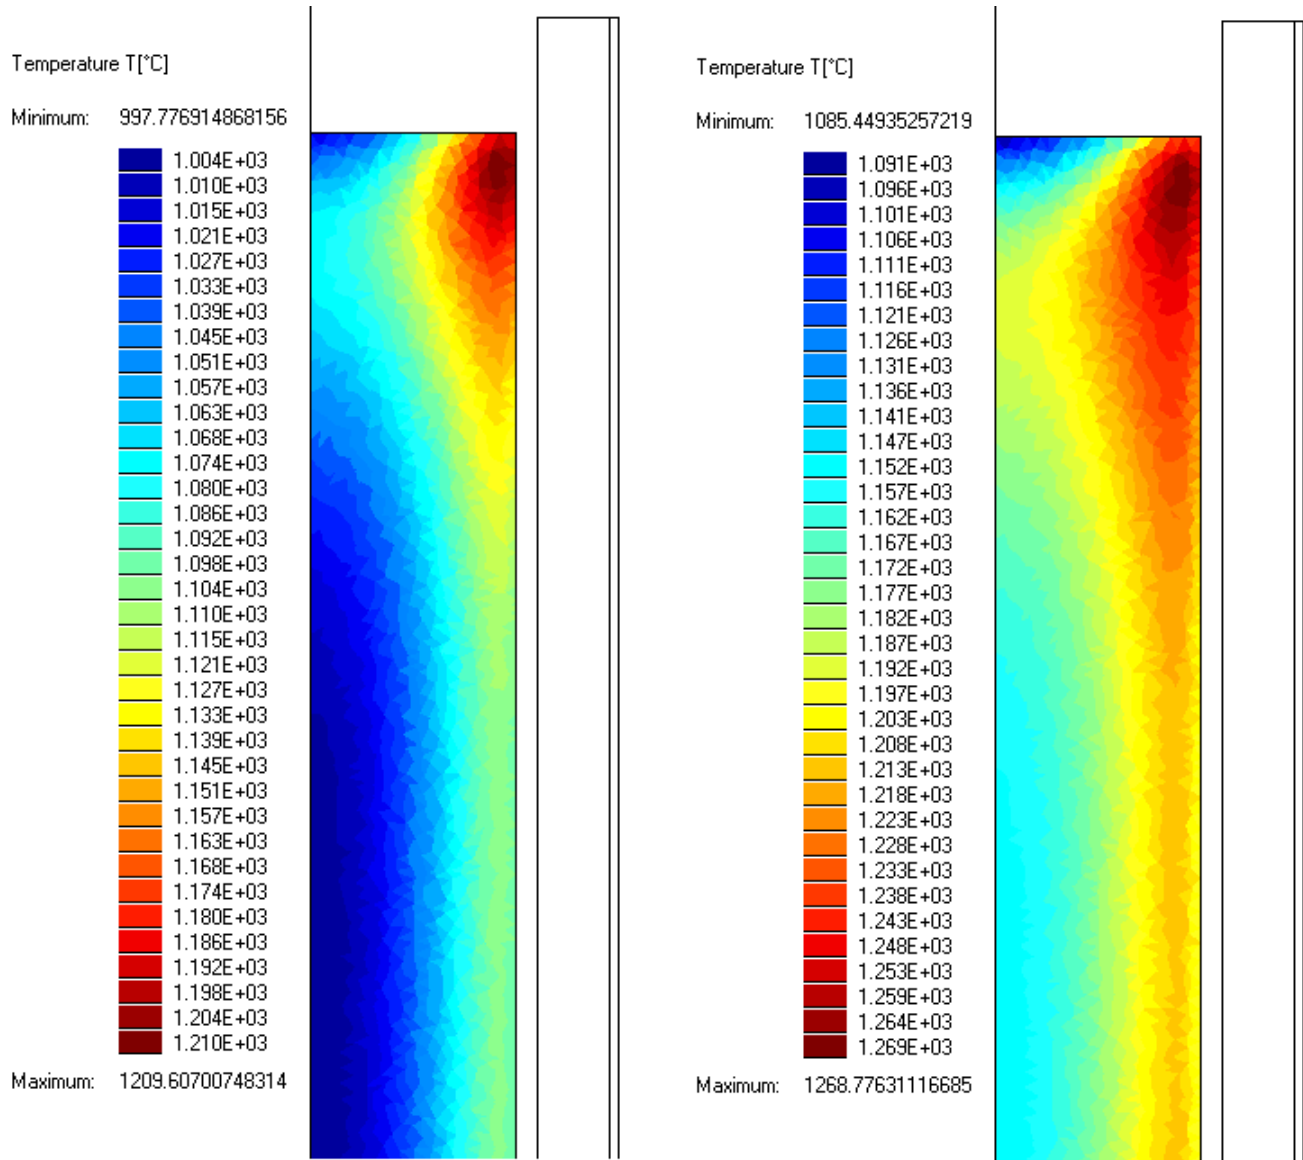 Temperature T[°C]
Minimum: 997.776914868156
1.004E+03
1.010E+03
1.015E+03
1.021E+03
1.027E+03
1.033E+03
1.039E+03
1.045E+03
1.051E+03
1.057E+03
1.063E+03
1.068E+03
1.074E+03
1.080E+03
1.086E+03
1.092E+03
1.098E+03
1.104E+03
1.110E+03
1.115E+03
1.121E+03
1.127E+03
1.133E+03
1.139E+03
1.145E+03
1.151E+03
1.157E+03
1.163E+03
1.168E+03
1.174E+03
1.180E+03
1.186E+03
1.192E+03
1.198E+03
1.204E+03
1.210E+03
Maximum: 1209.60700748314
Temperature T[°C]
Minimum: 1085.44935257219
1.091E+03
1.096E+03
1.101E+03
1.106E+03
1.111E+03
1.116E+03
1.121E+03
1.126E+03
1.131E+03
1.136E+03
1.141E+03
1.147E+03
1.152E+03
1.157E+03
1.162E+03
1.167E+03
1.172E+03
1.177E+03
1.182E+03
1.187E+03
1.192E+03
1.197E+03
1.203E+03
1.208E+03
1.213E+03
1.218E+03
1.223E+03
1.228E+03
1.233E+03
1.238E+03
1.243E+03
1.248E+03
1.253E+03
1.259E+03
1.264E+03
1.269E+03
Maximum: 1268.77631116685